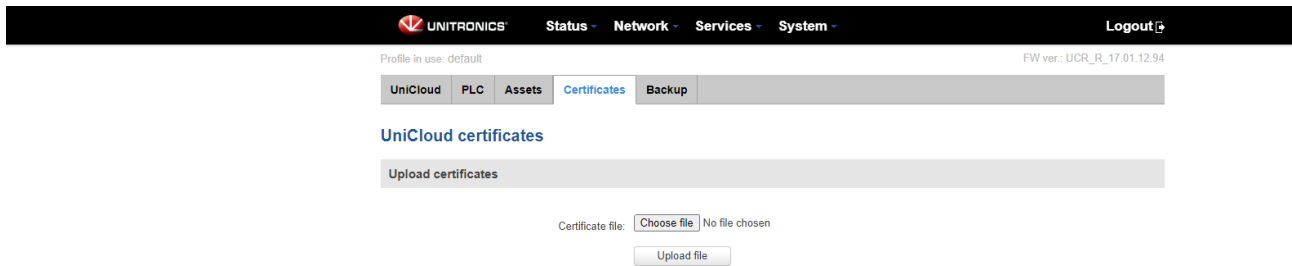 UNITRONICS® Status Network Services System Logout
Profile in use: default FW ver.: UCR_R_17.01.12.94
UniCloud PLC Assets Certificates Backup
UniCloud certificates
Upload certificates
Certificate file: Choose file No file chosen
Upload file